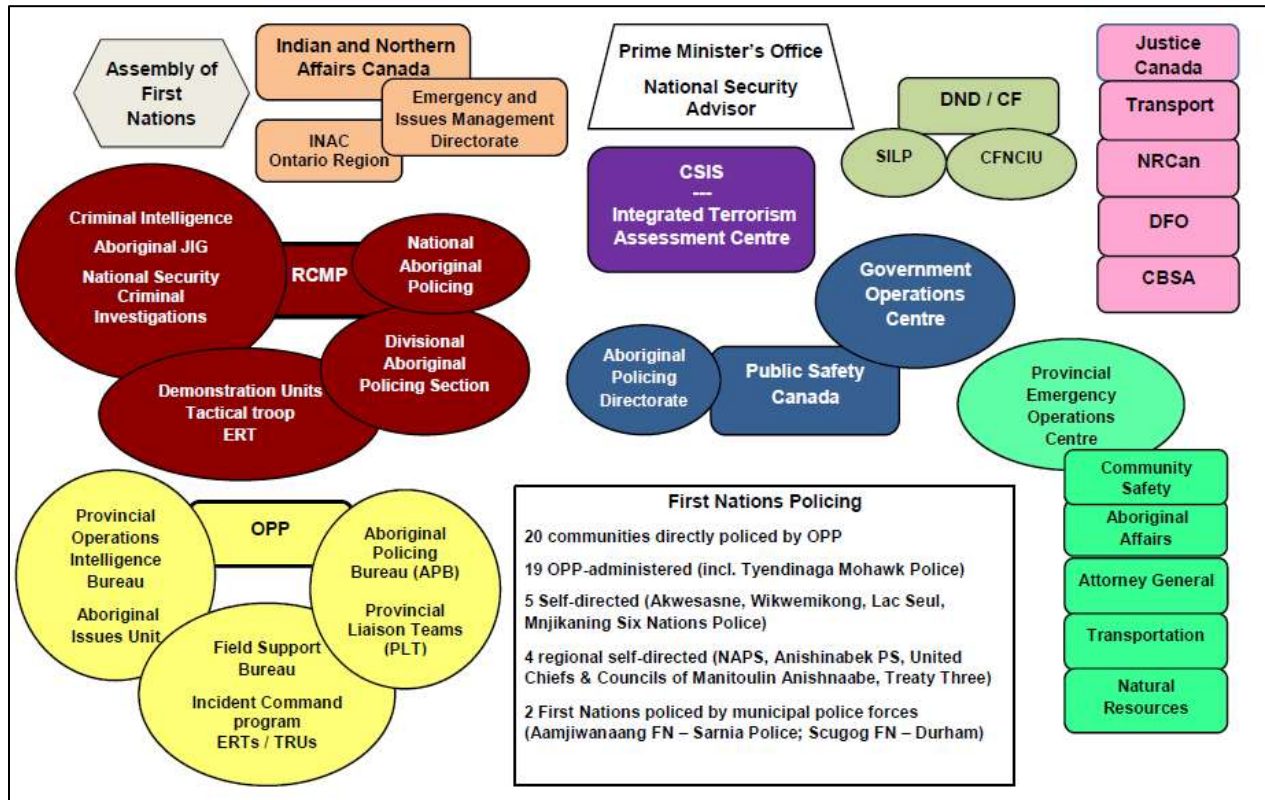 Assembly of
First
Nations
Indian and Northern
Affairs Canada
Emergency and
Issues Management
Directorate
INAC
Ontario Region
Prime Minister's Office
National Security
Advisor
DND / CF
SILP
CFNCIU
Justice
Canada
Transport
NRCan
DFO
CBSA
CSIS
---
Integrated Terrorism
Assessment Centre
Criminal Intelligence
Aboriginal JIG
National Security
Criminal
Investigations
RCMP
National
Aboriginal
Policing
Divisional
Aboriginal
Policing Section
Demonstration Units
Tactical troop
ERT
Government
Operations
Centre
Aboriginal
Policing
Directorate
Public Safety
Canada
Provincial
Emergency
Operations
Centre
Community
Safety
Aboriginal
Affairs
Attorney General
Transportation
Natural
Resources
Provincial
Operations
Intelligence
Bureau
Aboriginal
Issues Unit
OPP
Aboriginal
Policing
Bureau (APB)
Provincial
Liaison Teams
(PLT)
Field Support
Bureau
Incident Command
program
ERTs / TRUs
First Nations Policing
20 communities directly policed by OPP
19 OPP-administered (incl. Tyendinaga Mohawk Police)
5 Self-directed (Akwesasne, Wikwemikong, Lac Seul,
Mnjikaning Six Nations Police)
4 regional self-directed (NAPS, Anishinabek PS, United
Chiefs & Councils of Manitoulin Anishnaabe, Treaty Three)
2 First Nations policed by municipal police forces
(Aamjiwanaang FN – Sarnia Police; Scugog FN – Durham)